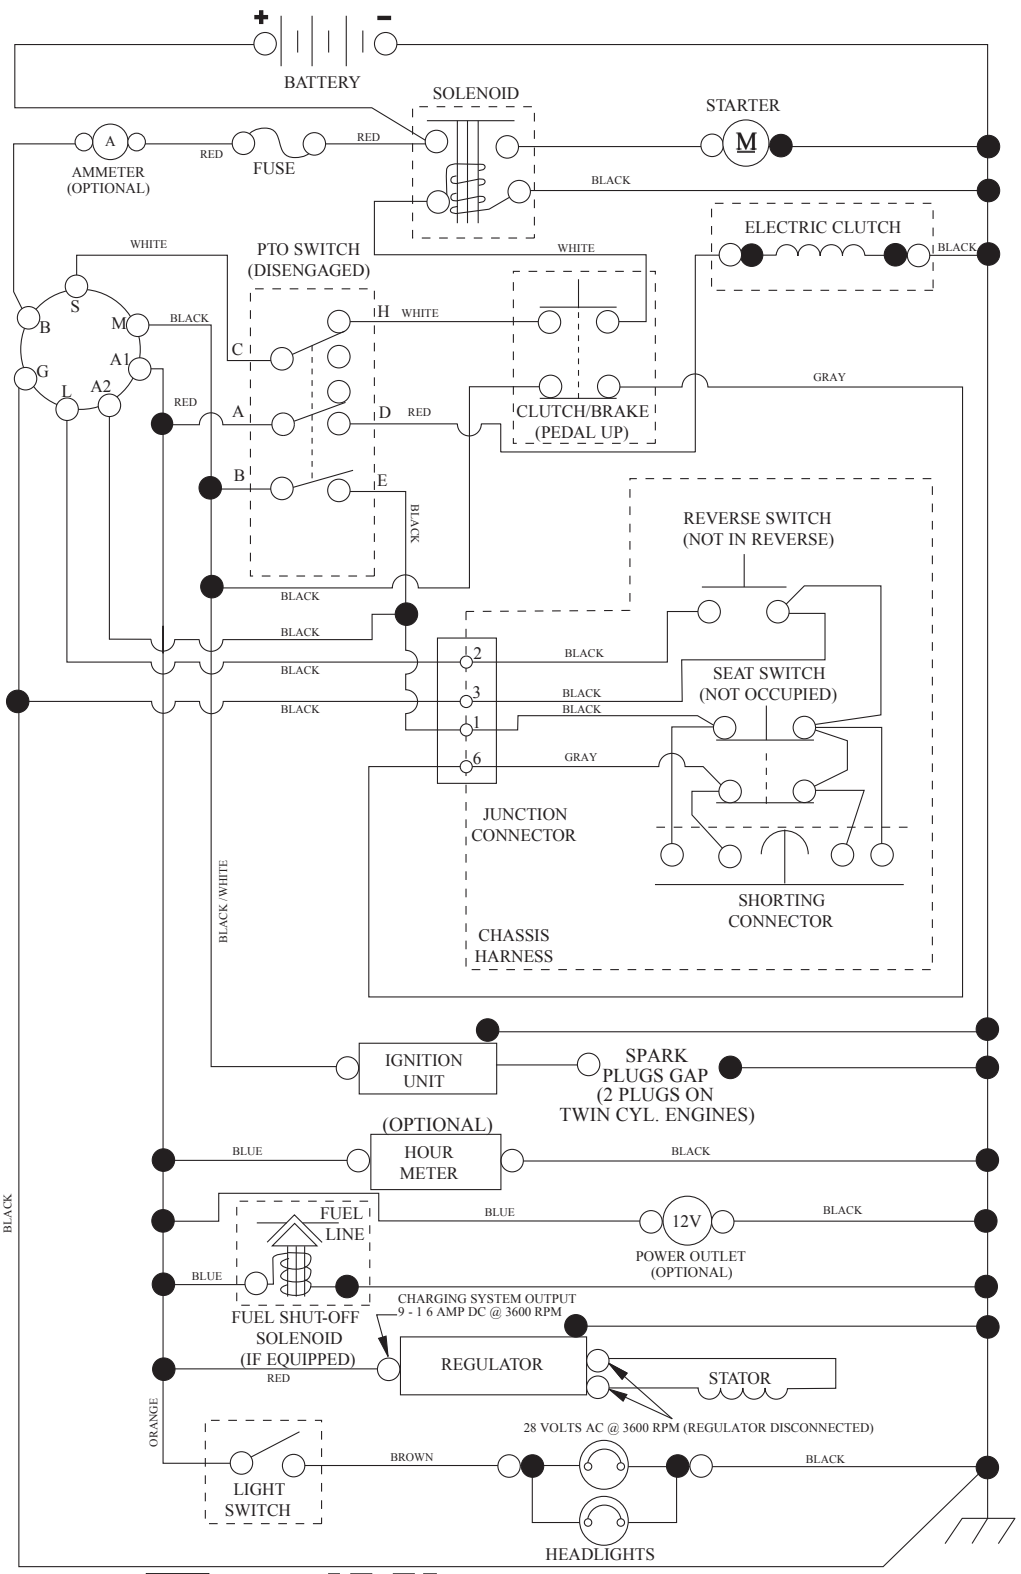 + -
BATTERY
SOLENOID
STARTER
A
M
RED
FUSE
RED
AMMETER
(OPTIONAL)
BLACK
ELECTRIC CLUTCH
BLACK
WHITE
PTO SWITCH
(DISENGAGED)
WHITE
S
B
M
BLACK
H
WHITE
C
G
A1
L
A2
RED
A
D
RED
GRAY
CLUTCH/BRAKE
(PEDAL UP)
B
E
BLACK
REVERSE SWITCH
(NOT IN REVERSE)
BLACK
BLACK
2
BLACK
BLACK
SEAT SWITCH
(NOT OCCUPIED)
3
BLACK
BLACK
BLACK
1
6
GRAY
JUNCTION
CONNECTOR
BLACK / WHITE
SHORTING
CONNECTOR
CHASSIS
HARNESS
IGNITION
UNIT
SPARK
PLUGS GAP
(2 PLUGS ON
TWIN CYL. ENGINES)
(OPTIONAL)
HOUR
METER
BLUE
BLACK
BLACK
FUEL
LINE
BLUE
12V
BLACK
POWER OUTLET
(OPTIONAL)
BLUE
FUEL SHUT-OFF
SOLENOID
(IF EQUIPPED)
CHARGING SYSTEM OUTPUT
9 - 1 6 AMP DC @ 3600 RPM
RED
REGULATOR
STATOR
28 VOLTS AC @ 3600 RPM (REGULATOR DISCONNECTED)
ORANGE
BROWN
BLACK
LIGHT
SWITCH
HEADLIGHTS